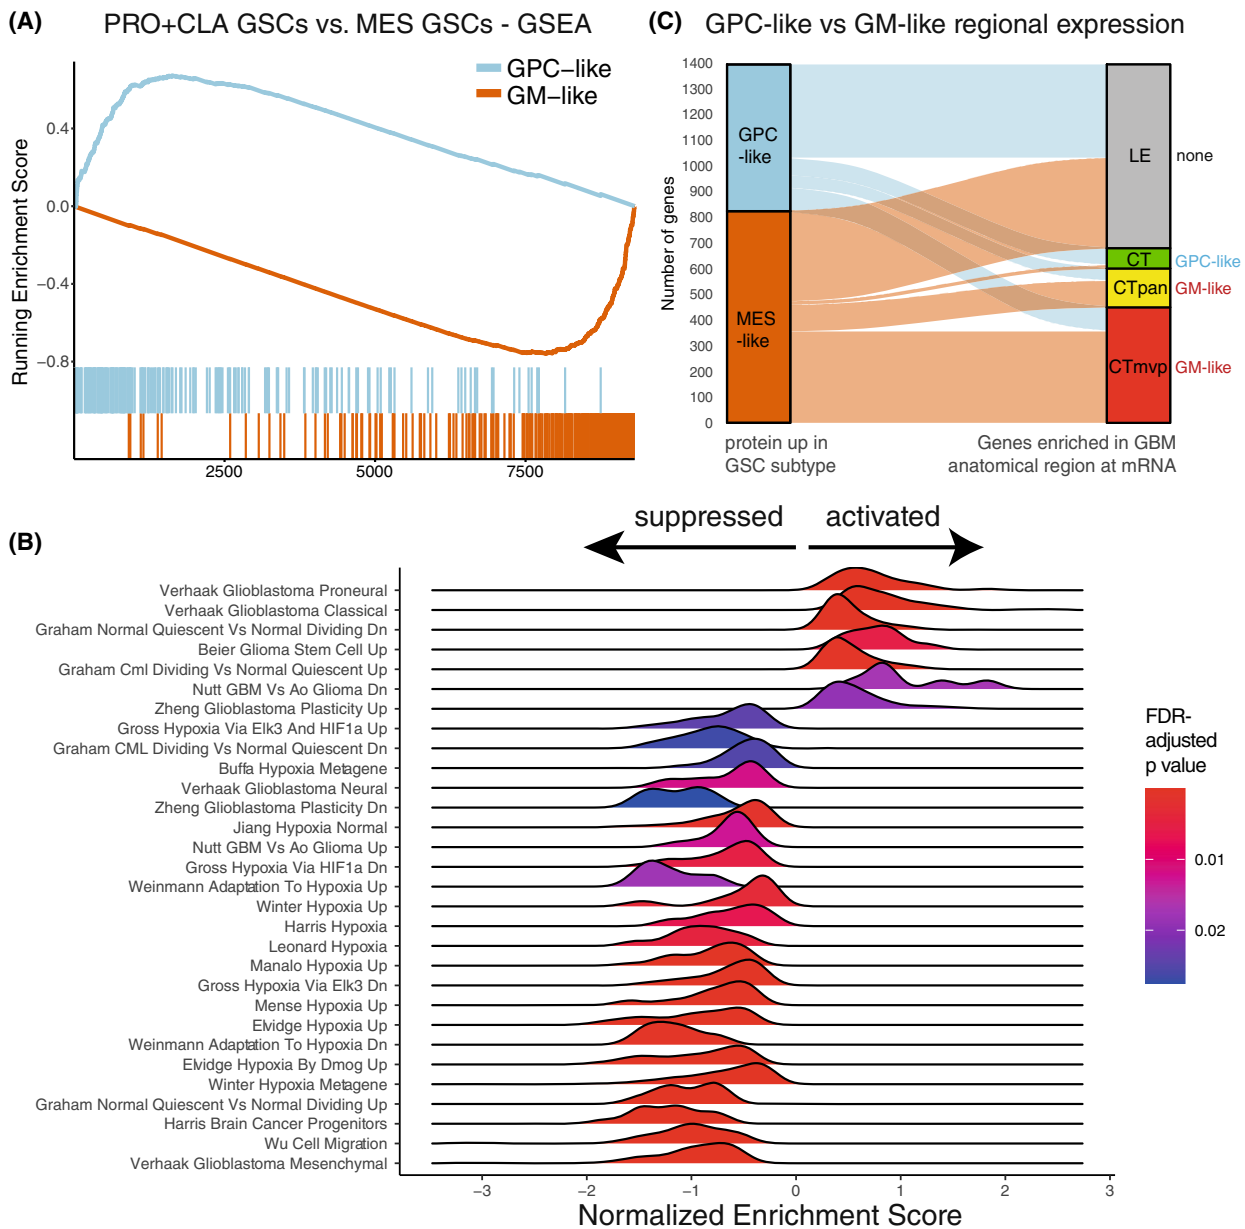 (A)
PRO+CLA GSCs vs. MES GSCs - GSEA
GPC−like
GM−like
Running Enrichment Score
0.4
0.0
−0.4
−0.8
2500
5000
7500
(C)
GPC-like vs GM-like regional expression
Number of genes
1400
1300
1200
1100
1000
900
800
700
600
500
400
300
200
100
0
GPC
-like
MES
-like
LE
none
CT
GPC-like
CTpan
GM-like
CTmvp
GM-like
protein up in
GSC subtype
Genes enriched in GBM
anatomical region at mRNA
(B)
suppressed
activated
Verhaak Glioblastoma Proneural
Verhaak Glioblastoma Classical
Graham Normal Quiescent Vs Normal Dividing Dn
Beier Glioma Stem Cell Up
Graham Cml Dividing Vs Normal Quiescent Up
Nutt GBM Vs Ao Glioma Dn
Zheng Glioblastoma Plasticity Up
Gross Hypoxia Via Elk3 And HIF1a Up
Graham CML Dividing Vs Normal Quiescent Dn
Buffa Hypoxia Metagene
Verhaak Glioblastoma Neural
Zheng Glioblastoma Plasticity Dn
Jiang Hypoxia Normal
Nutt GBM Vs Ao Glioma Up
Gross Hypoxia Via HIF1a Dn
Weinmann Adaptation To Hypoxia Up
Winter Hypoxia Up
Harris Hypoxia
Leonard Hypoxia
Manalo Hypoxia Up
Gross Hypoxia Via Elk3 Dn
Mense Hypoxia Up
Elvidge Hypoxia Up
Weinmann Adaptation To Hypoxia Dn
Elvidge Hypoxia By Dmog Up
Winter Hypoxia Metagene
Graham Normal Quiescent Vs Normal Dividing Up
Harris Brain Cancer Progenitors
Wu Cell Migration
Verhaak Glioblastoma Mesenchymal
−3
−2
−1
0
1
2
3
Normalized Enrichment Score
FDR-
adjusted
p value
0.01
0.02